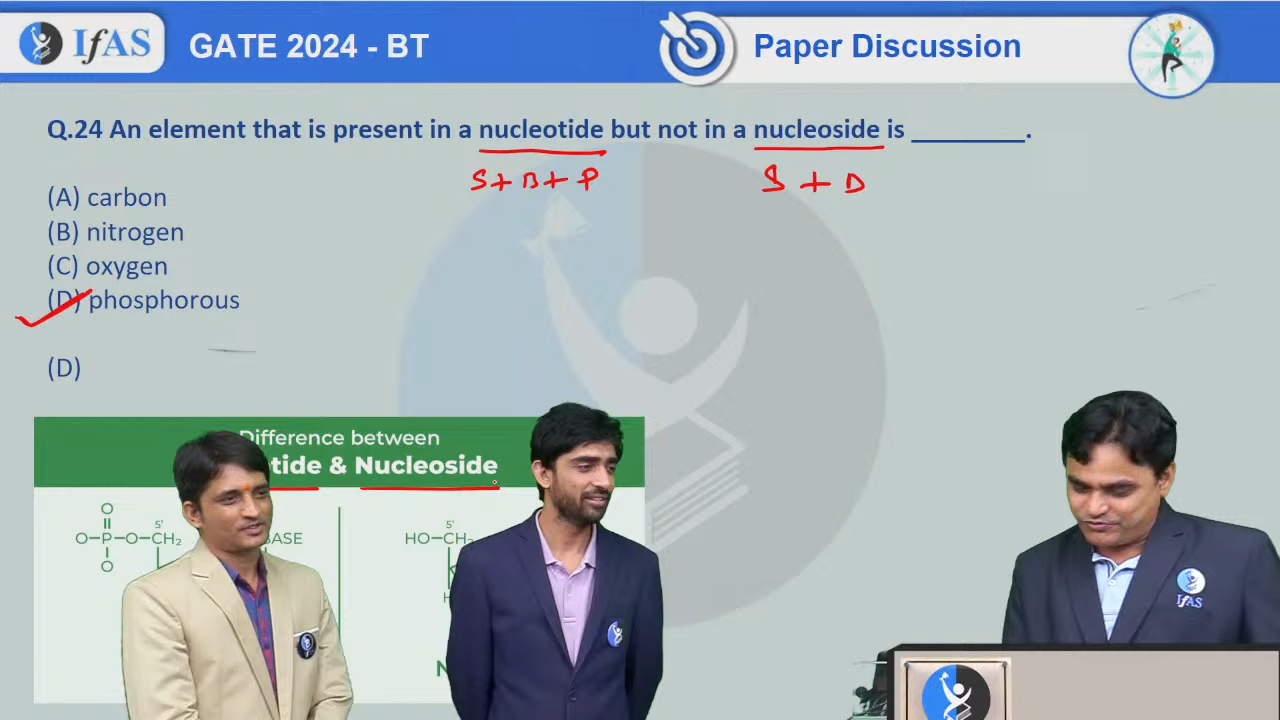 IfAS
GATE 2024 - BT
Paper Discussion
Q.24 An element that is present in a nucleotide but not in a nucleoside is ________.
S+B+P
S + B
(A) carbon
(B) nitrogen
(C) oxygen
(D) phosphorous
(D)
Difference between
tide & Nucleoside
O
5'
O–P–O–CH₂
BASE
O
5'
HO–CH₂
H
N
IfAS